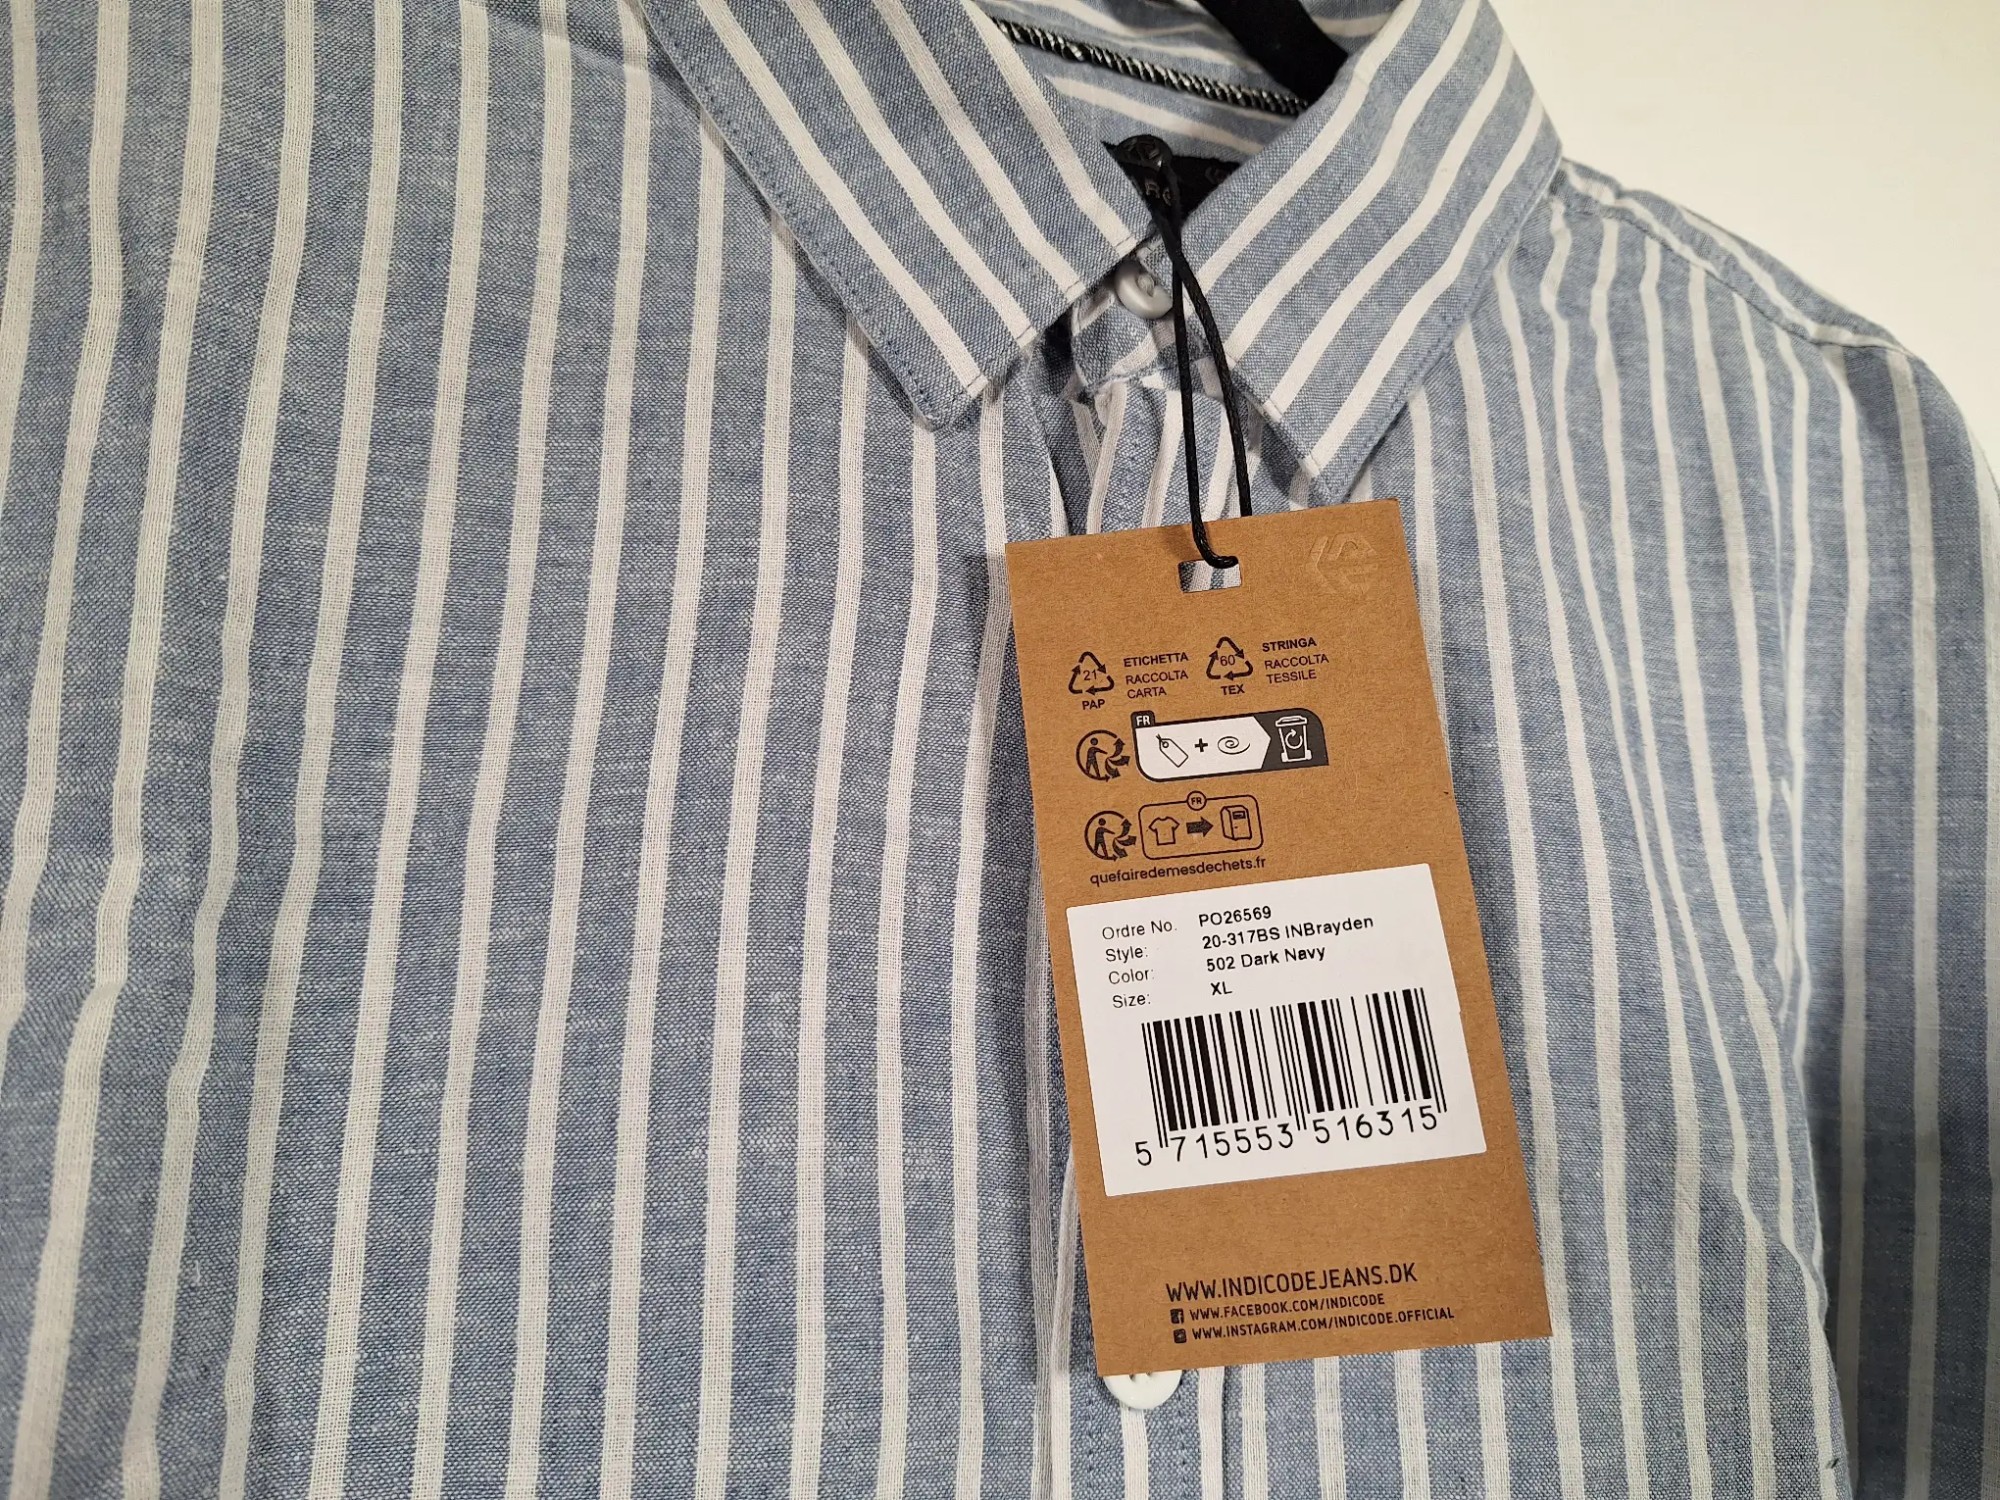 21
PAP
ETICHETTA
RACCOLTA
CARTA
60
TEX
STRINGA
RACCOLTA
TESSILE
FR
+
FR
quefairedemesdechets.fr
Ordre No. PO26569
Style: 20-317BS INBrayden
Color: 502 Dark Navy
Size: XL
5 715553 516315
WWW.INDICODEJEANS.DK
WWW.FACEBOOK.COM/INDICODE
WWW.INSTAGRAM.COM/INDICODE.OFFICIAL